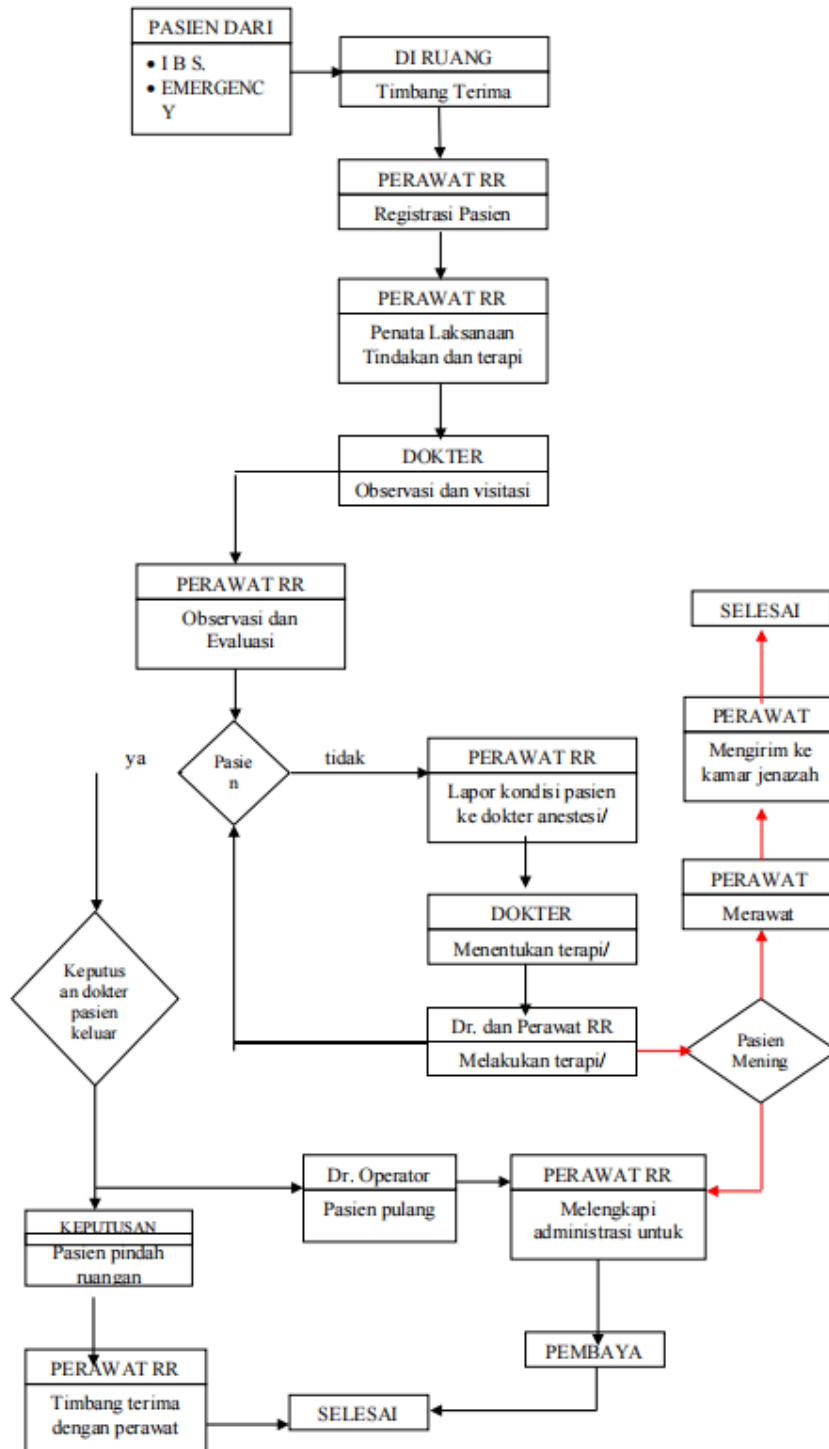 PASIEN DARI
• I B S.
• EMERGENC
Y
DI RUANG
Timbang Terima
PERAWAT RR
Registrasi Pasien
PERAWAT RR
Penata Laksanaan
Tindakan dan terapi
DOKTER
Observasi dan visitasi
PERAWAT RR
Observasi dan
Evaluasi
SELESAI
PERAWAT
Mengirim ke
kamar jenazah
ya
Pasie
n
tidak
PERAWAT RR
Lapor kondisi pasien
ke dokter anestesi/
PERAWAT
Merawat
DOKTER
Menentukan terapi/
Keputus
an dokter
pasien
keluar
Dr. dan Perawat RR
Melakukan terapi/
Pasien
Mening
Dr. Operator
Pasien pulang
PERAWAT RR
Melengkapi
administrasi untuk
KEPUTUSAN
Pasien pindah
ruangan
PEMBAYA
PERAWAT RR
Timbang terima
dengan perawat
SELESAI